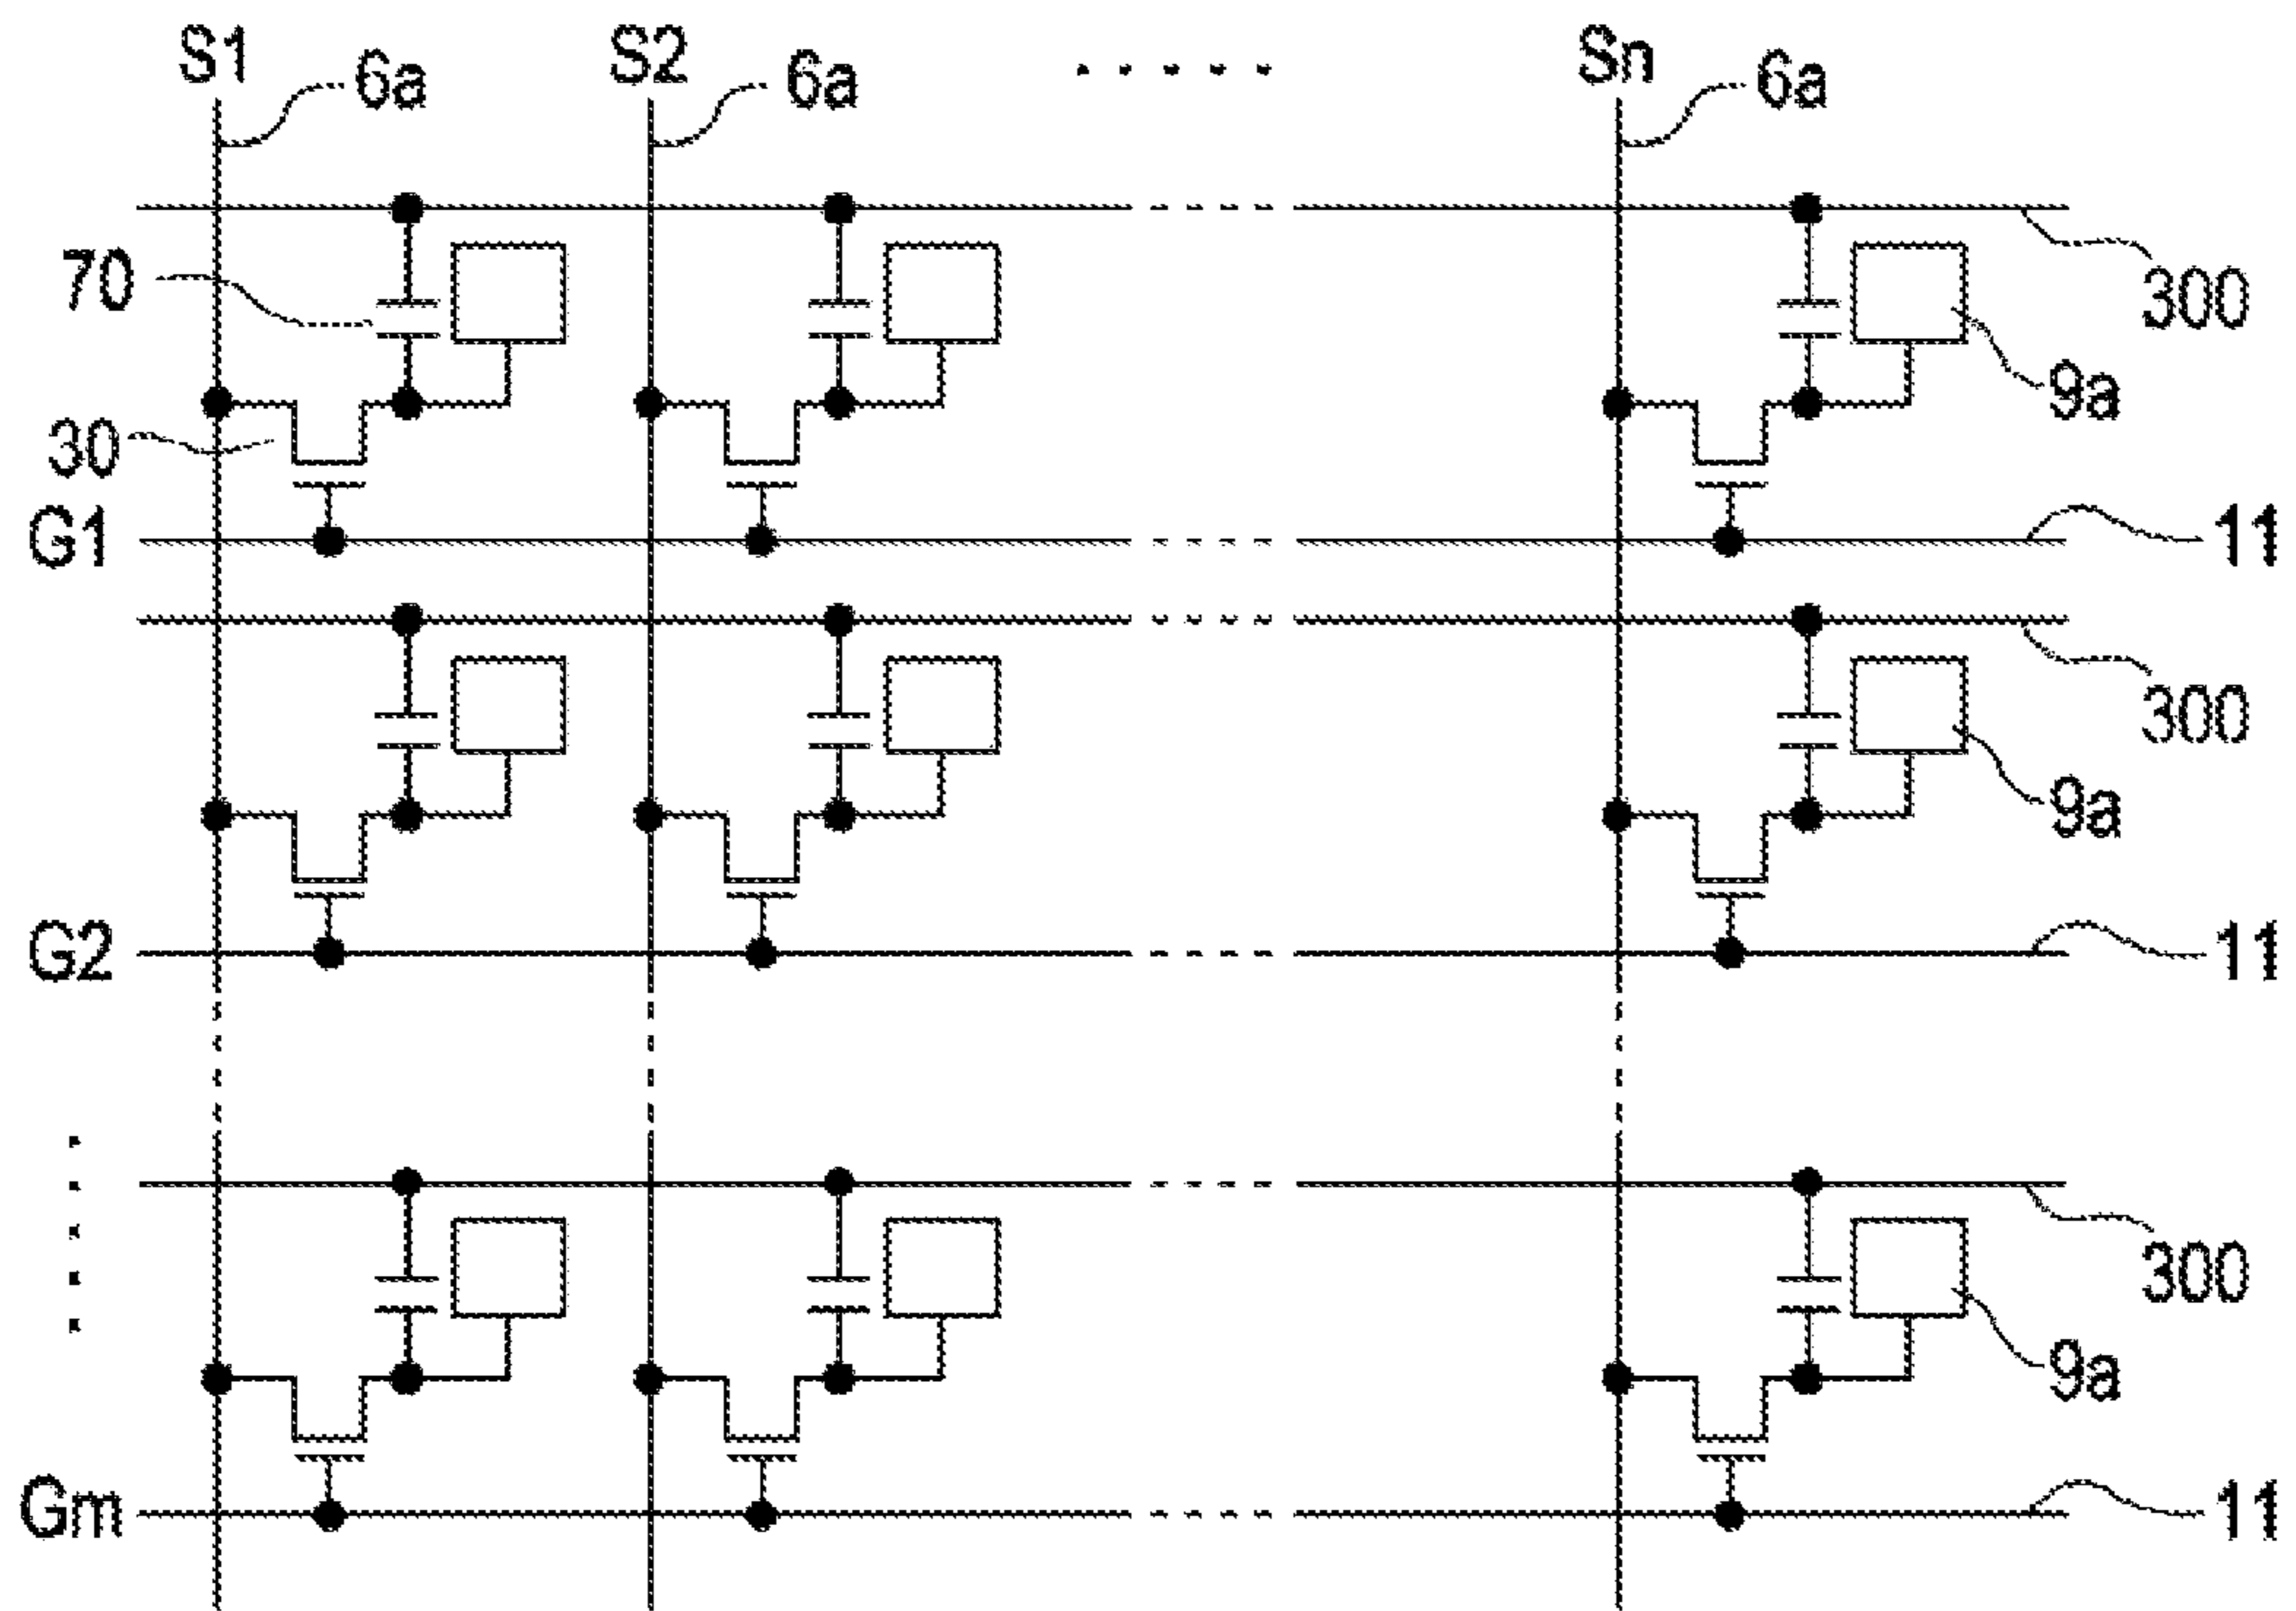 S1 6a S2 6a ..... Sn 6a
70 300
30 9a
G1 11
300
9a
G2 11
300
9a
Gm 11